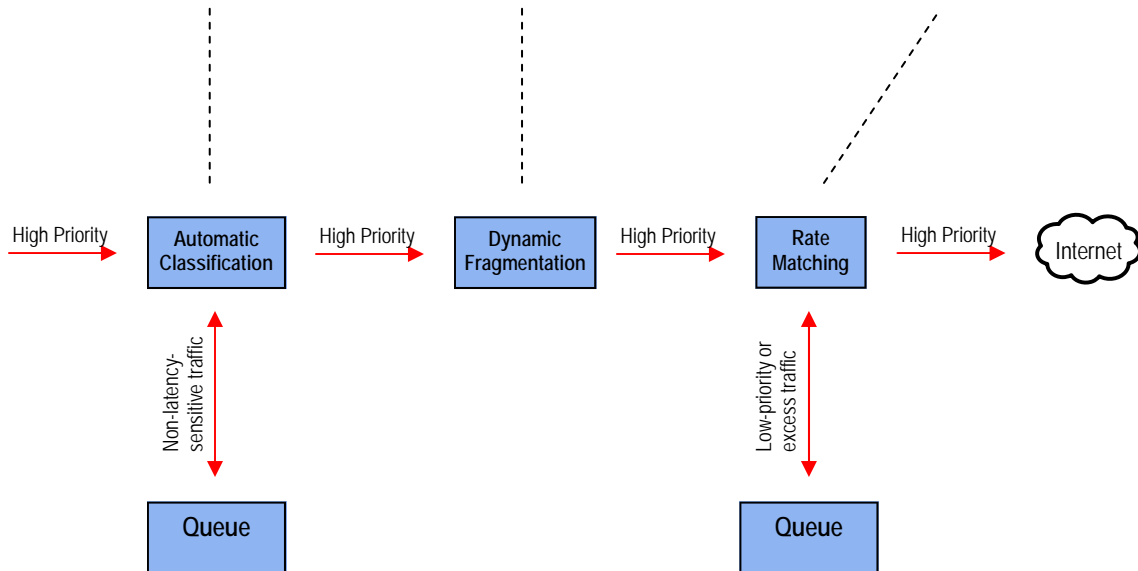 High Priority
Automatic
Classification
High Priority
Dynamic
Fragmentation
High Priority
Rate
Matching
High Priority
Internet
Non-latency-
sensitive traffic
Low-priority or
excess traffic
Queue
Queue